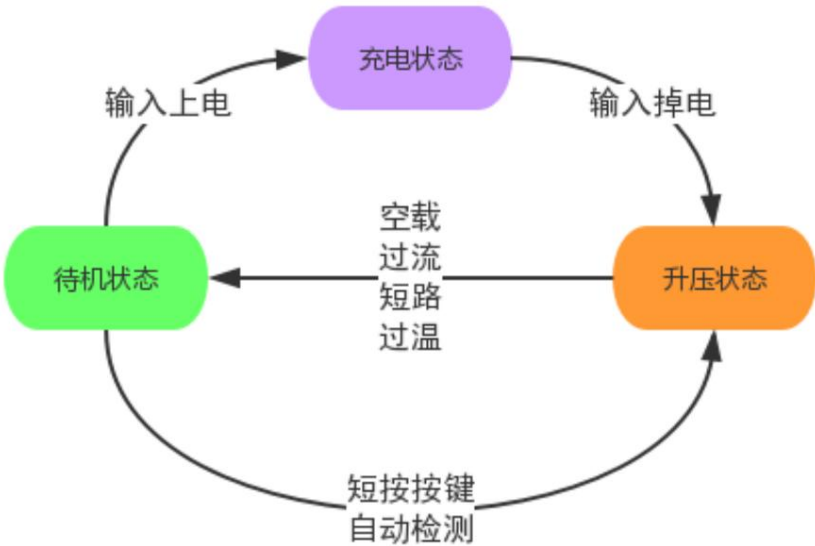 充电状态
输入上电
输入掉电
空载
过流
短路
过温
待机状态
升压状态
短按按键
自动检测